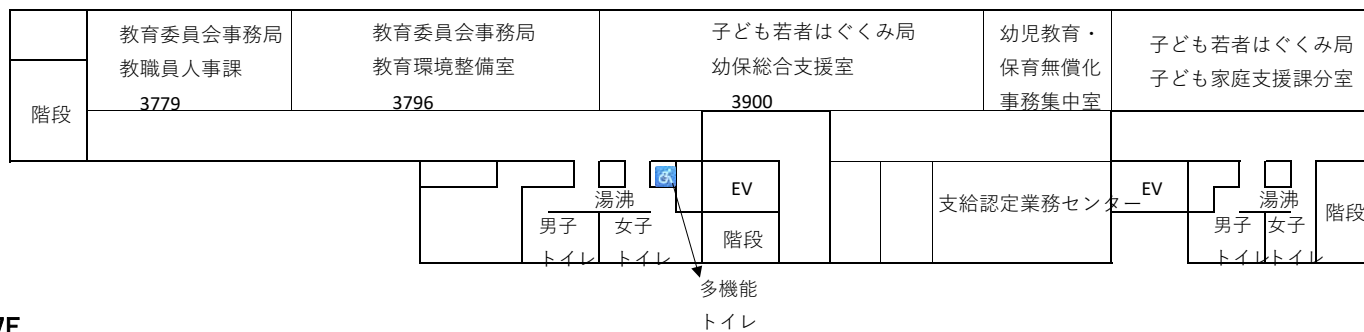 教育委員会事務局
教職員人事課
3779
教育委員会事務局
教育環境整備室
3796
子ども若者はぐくみ局
幼保総合支援室
3900
幼児教育・
保育無償化
事務集中室
子ども若者はぐくみ局
子ども家庭支援課分室
階段
湯沸
男子
トイレ
女子
トイレ
EV
階段
多機能
トイレ
支給認定業務センター
EV
湯沸
男子
トイレ
女子
トイレ
階段
7F